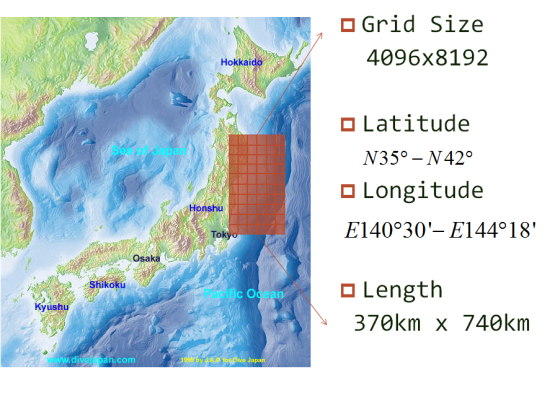 Hokkaido
Sea of Japan
Honshu
Tokyo
Osaka
Shikoku
Kyushu
Pacific Ocean
www.divejapan.com
Grid Size
4096x8192
Latitude
N35° – N42°
Longitude
E140°30'– E144°18'
Length
370km x 740km